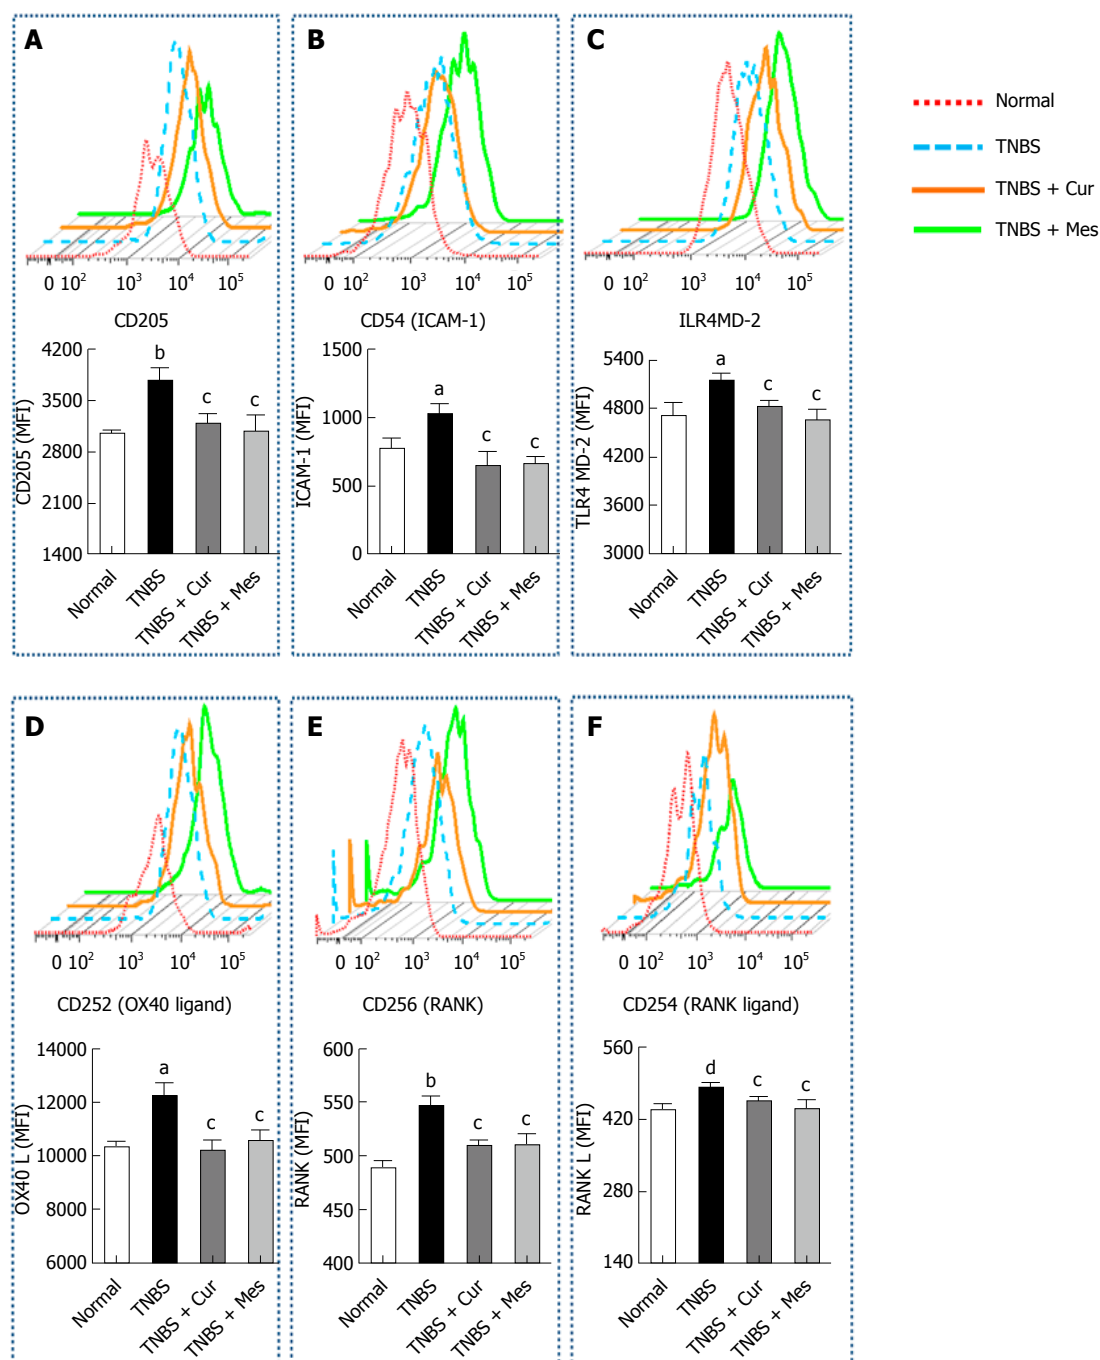 A
B
C
Normal
TNBS
TNBS + Cur
TNBS + Mes
0 10² 10³ 10⁴ 10⁵
0 10² 10³ 10⁴ 10⁵
0 10² 10³ 10⁴ 10⁵
CD205
CD54 (ICAM-1)
ILR4MD-2
CD205 (MFI)
4200
3500
2800
2100
1400
b
c
c
Normal
TNBS
TNBS + Cur
TNBS + Mes
ICAM-1 (MFI)
1500
1000
500
0
a
c
c
Normal
TNBS
TNBS + Cur
TNBS + Mes
TLR4 MD-2 (MFI)
5400
4800
4200
3600
3000
a
c
c
Normal
TNBS
TNBS + Cur
TNBS + Mes
D
E
F
0 10² 10³ 10⁴ 10⁵
0 10² 10³ 10⁴ 10⁵
0 10² 10³ 10⁴ 10⁵
CD252 (OX40 ligand)
CD256 (RANK)
CD254 (RANK ligand)
OX40 L (MFI)
14000
12000
10000
8000
6000
a
c
c
Normal
TNBS
TNBS + Cur
TNBS + Mes
RANK (MFI)
600
550
500
450
400
b
c
c
Normal
TNBS
TNBS + Cur
TNBS + Mes
RANK L (MFI)
560
420
280
140
d
c
c
Normal
TNBS
TNBS + Cur
TNBS + Mes